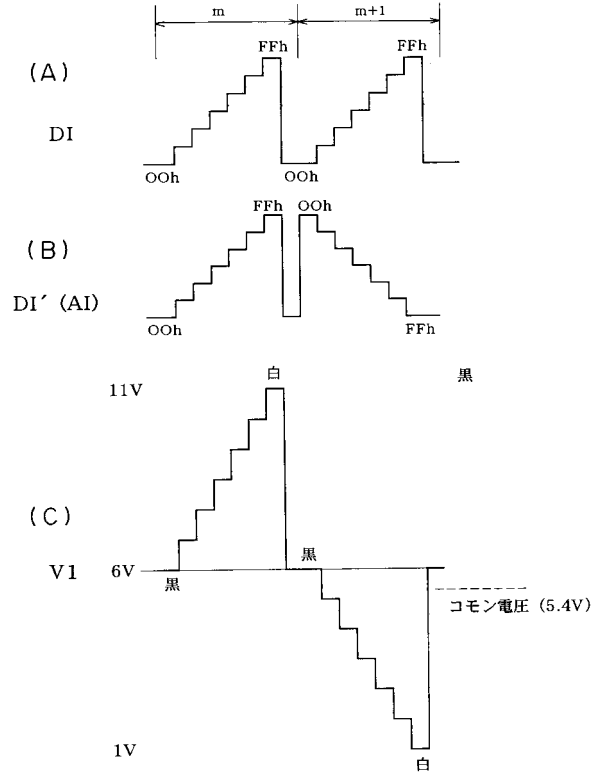 m m+1
(A)
FFh FFh
DI
OOh OOh
FFh OOh
(B)
DI´ (AI)
OOh FFh
11V 白 黒
(C)
V1 6V 黒 黒
コモン電圧 (5.4V)
1V
白